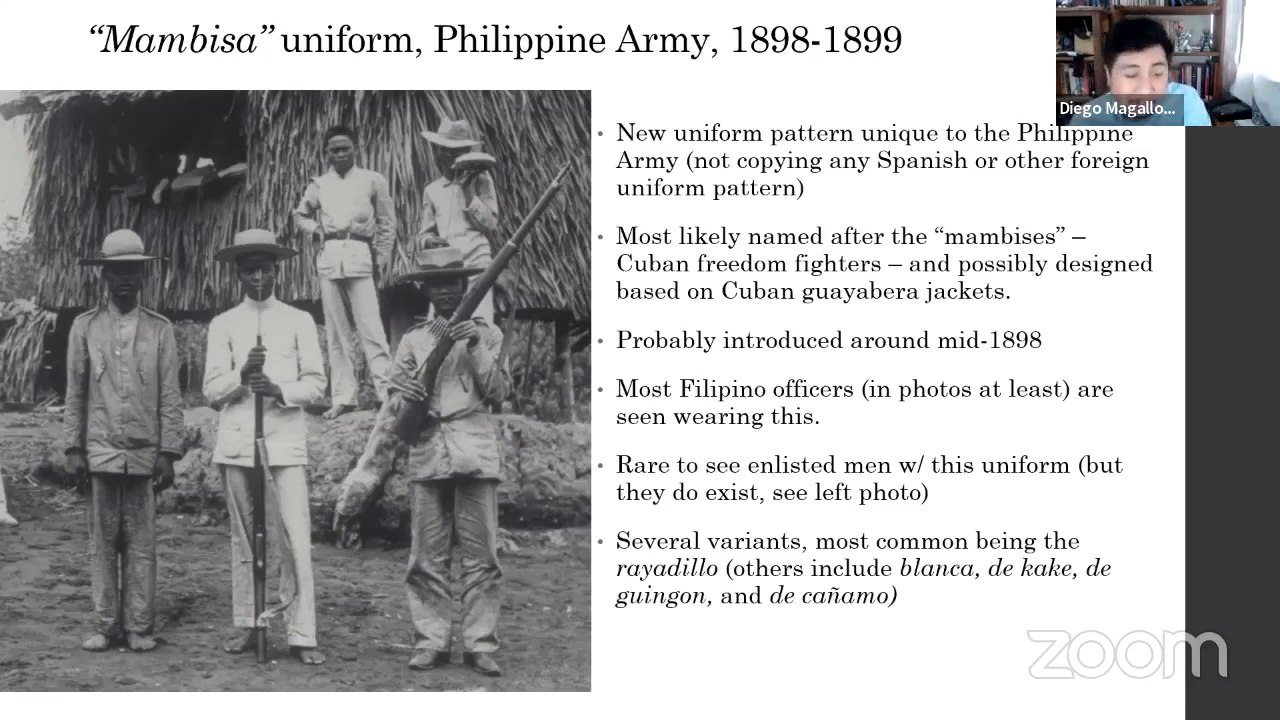 “Mambisa” uniform, Philippine Army, 1898-1899
Diego Magallo...
• New uniform pattern unique to the Philippine
Army (not copying any Spanish or other foreign
uniform pattern)
• Most likely named after the “mambises” –
Cuban freedom fighters – and possibly designed
based on Cuban guayabera jackets.
• Probably introduced around mid-1898
• Most Filipino officers (in photos at least) are
seen wearing this.
• Rare to see enlisted men w/ this uniform (but
they do exist, see left photo)
• Several variants, most common being the
rayadillo (others include blanca, de kake, de
guingon, and de cañamo)
zoom